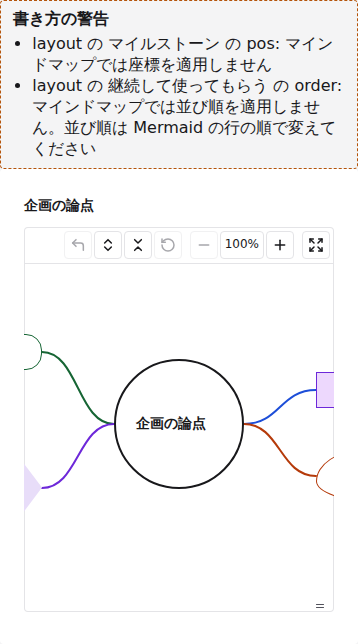 書き方の警告
• layout の マイルストーン の pos: マイン
ドマップでは座標を適用しません
• layout の 継続して使ってもらう の order:
マインドマップでは並び順を適用しませ
ん。並び順は Mermaid の行の順で変えて
ください
企画の論点
100%
企画の論点